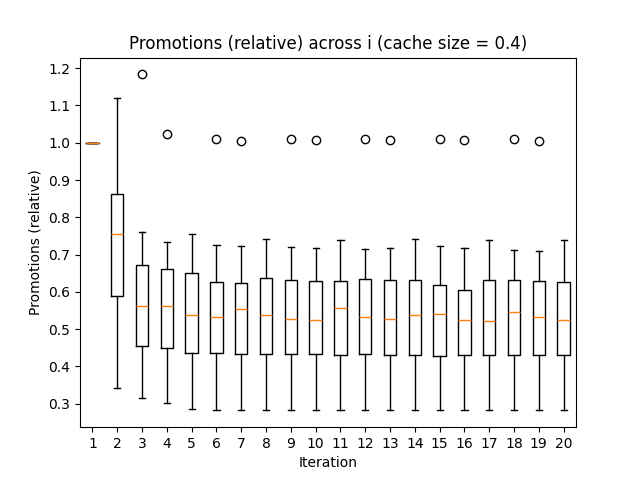 Promotions (relative) across i (cache size = 0.4)
1.2
1.1
1.0
0.9
0.8
0.7
0.6
0.5
0.4
0.3
Promotions (relative)
1 2 3 4 5 6 7 8 9 10 11 12 13 14 15 16 17 18 19 20
Iteration